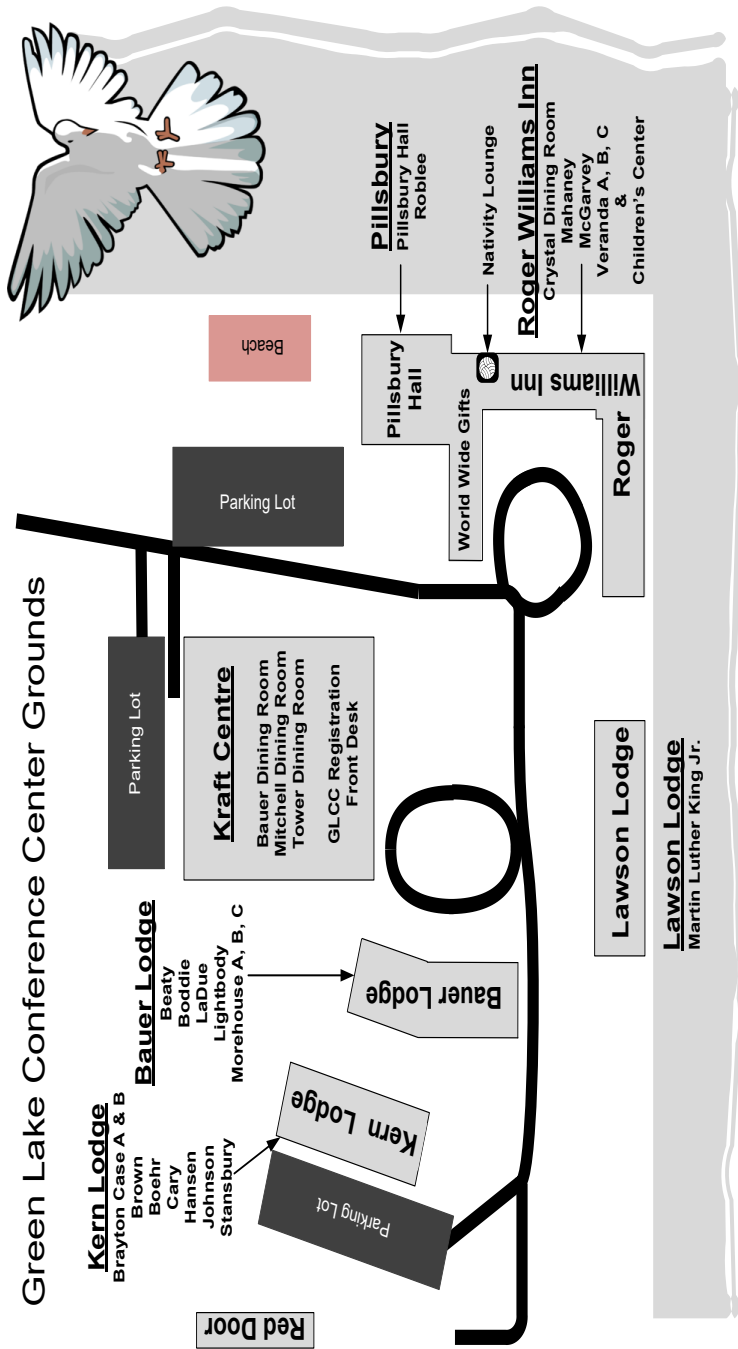 Green Lake Conference Center Grounds
Kern Lodge
Brayton Case A & B
Brown
Boehr
Cary
Hansen
Johnson
Stansbury
Bauer Lodge
Beaty
Boddie
LaDue
Lightbody
Morehouse A, B, C
Parking Lot
Kraft Centre
Bauer Dining Room
Mitchell Dining Room
Tower Dining Room
GLCC Registration
Front Desk
Parking Lot
Beach
Pillsbury
Pillsbury Hall
Roblee
Nativity Lounge
Roger Williams Inn
Crystal Dining Room
Mahaney
McGarvey
Veranda A, B, C
&
Children's Center
Pillsbury
Hall
World Wide Gifts
Roger
Williams Inn
Red Door
Parking Lot
Kern Lodge
Bauer Lodge
Lawson Lodge
Lawson Lodge
Martin Luther King Jr.